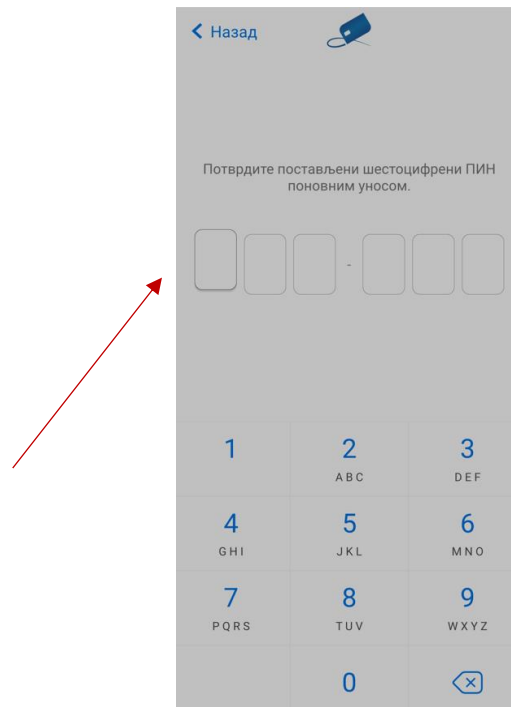 Назад
Потврдите постављени шестоцифрени ПИН
поновним уносом.
-
1 2 3
ABC DEF
4 5 6
GHI JKL MNO
7 8 9
PQRS TUV WXYZ
0